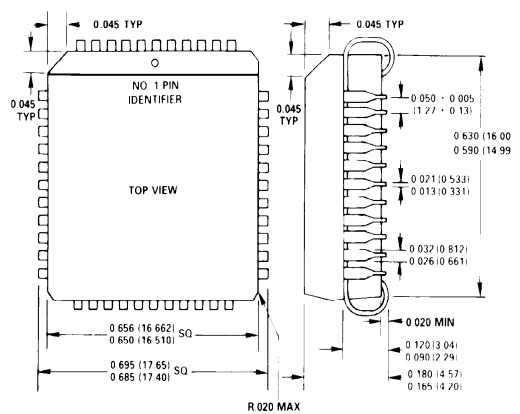 0.045 TYP
0.045 TYP
NO 1 PIN
IDENTIFIER
0.045
TYP
0.045
TYP
0.050 · 0.005
(1.27 · 0.13)
0.630 (16 00
0.590 (14.99
TOP VIEW
0.021 (0.533)
0.013 (0.331)
0.032 (0.812)
0.026 (0.661)
0.020 MIN
0 656 (16 662) SQ
0 650 (16 510)
0.120 (3.04)
0.090 (2.29)
0 695 (17 65) SQ
0 685 (17.40)
0 180 (4 57)
0 165 (4 20)
R.020 MAX